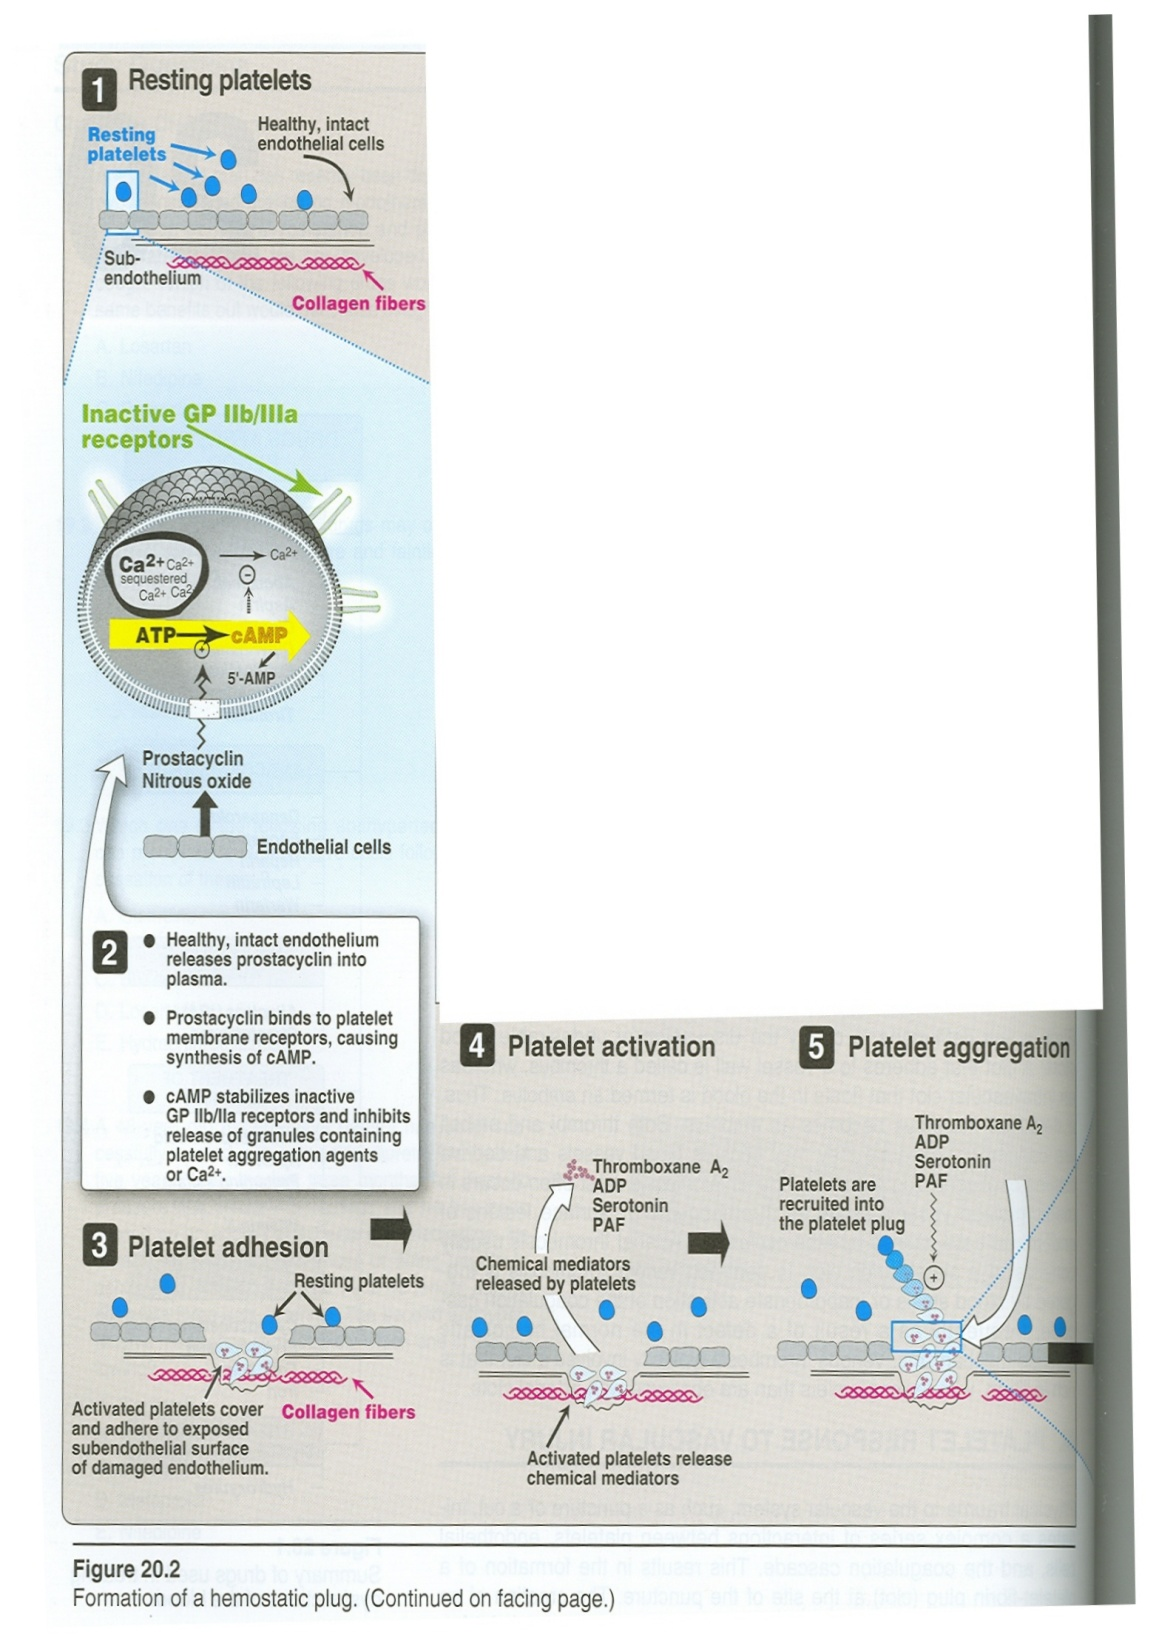 1 Resting platelets
Resting
platelets
Healthy, intact
endothelial cells
Sub-
endothelium
Collagen fibers
Inactive GP IIb/IIIa
receptors
Ca2+ Ca2+
sequestered
Ca2+ Ca2
Ca2+
−
ATP
cAMP
+
5'-AMP
Prostacyclin
Nitrous oxide
Endothelial cells
2
● Healthy, intact endothelium
releases prostacyclin into
plasma.
● Prostacyclin binds to platelet
membrane receptors, causing
synthesis of cAMP.
● cAMP stabilizes inactive
GP IIb/IIa receptors and inhibits
release of granules containing
platelet aggregation agents
or Ca2+.
3 Platelet adhesion
Resting platelets
Activated platelets cover
and adhere to exposed
subendothelial surface
of damaged endothelium.
Collagen fibers
4 Platelet activation
Thromboxane A2
ADP
Serotonin
PAF
Chemical mediators
released by platelets
Activated platelets release
chemical mediators
5 Platelet aggregation
Thromboxane A2
ADP
Serotonin
PAF
Platelets are
recruited into
the platelet plug
+
Figure 20.2
Formation of a hemostatic plug. (Continued on facing page.)